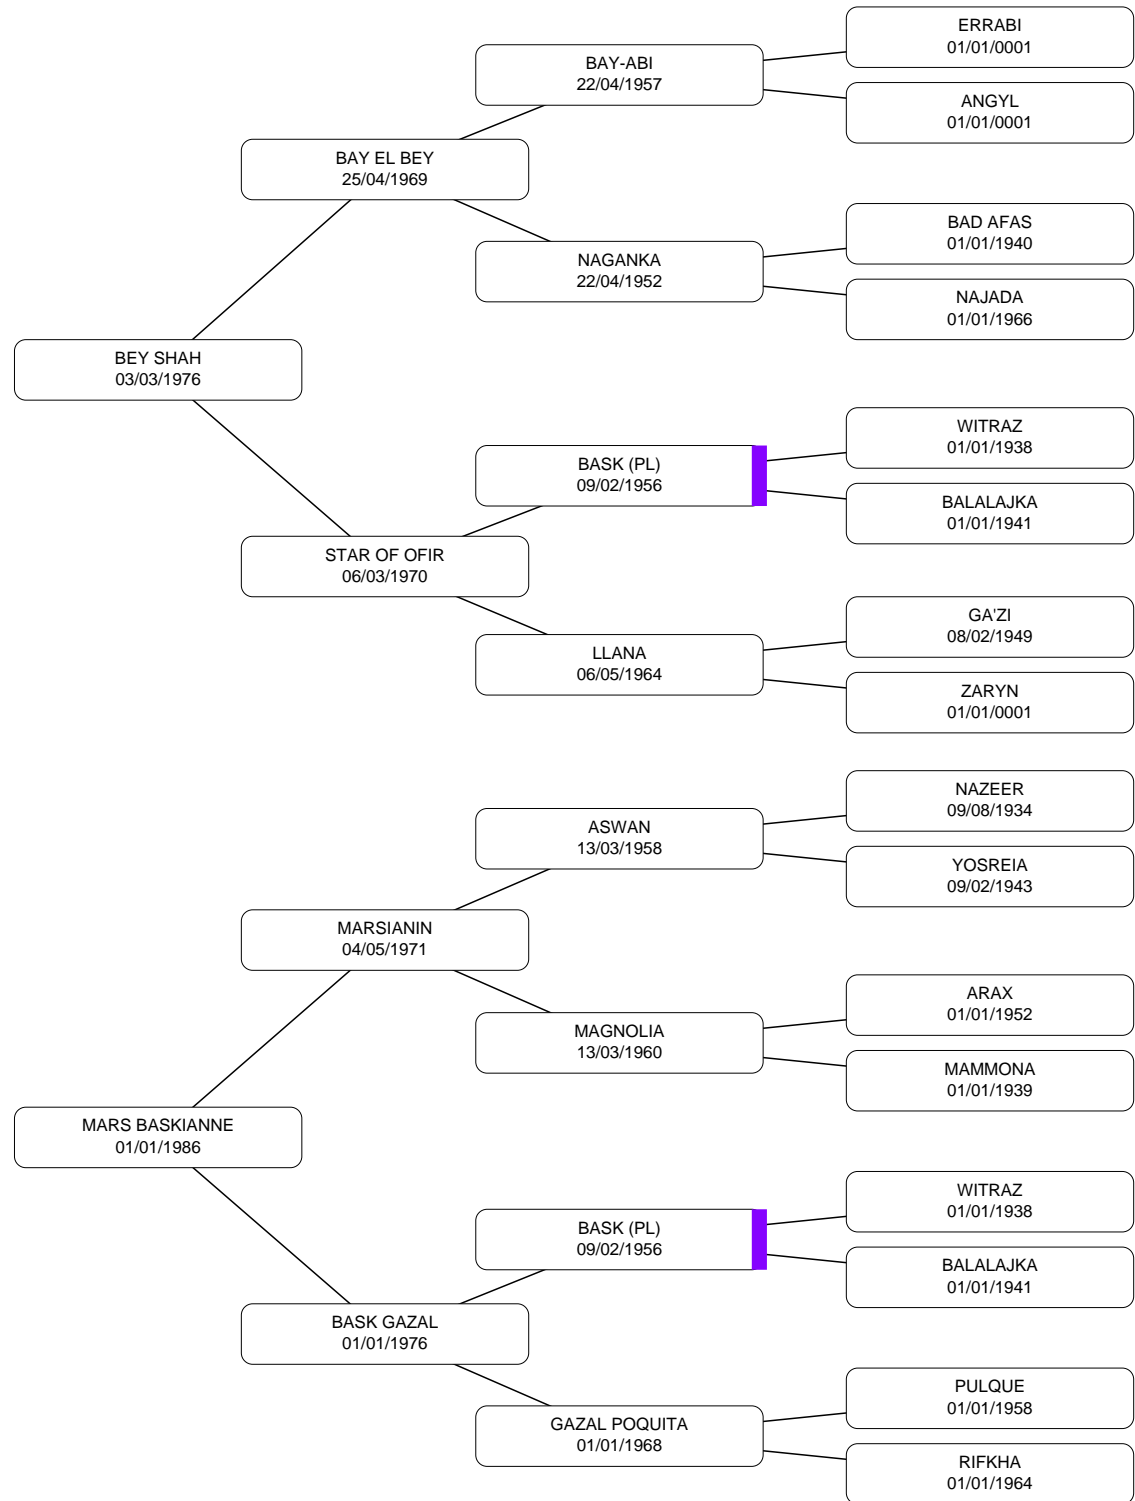 ERRABI
01/01/0001
BAY-ABI
22/04/1957
ANGYL
01/01/0001
BAY EL BEY
25/04/1969
BAD AFAS
01/01/1940
NAGANKA
22/04/1952
NAJADA
01/01/1966
BEY SHAH
03/03/1976
WITRAZ
01/01/1938
BASK (PL)
09/02/1956
BALALAJKA
01/01/1941
STAR OF OFIR
06/03/1970
GA'ZI
08/02/1949
LLANA
06/05/1964
ZARYN
01/01/0001
NAZEER
09/08/1934
ASWAN
13/03/1958
YOSREIA
09/02/1943
MARSIANIN
04/05/1971
ARAX
01/01/1952
MAGNOLIA
13/03/1960
MAMMONA
01/01/1939
MARS BASKIANNE
01/01/1986
WITRAZ
01/01/1938
BASK (PL)
09/02/1956
BALALAJKA
01/01/1941
BASK GAZAL
01/01/1976
PULQUE
01/01/1958
GAZAL POQUITA
01/01/1968
RIFKHA
01/01/1964